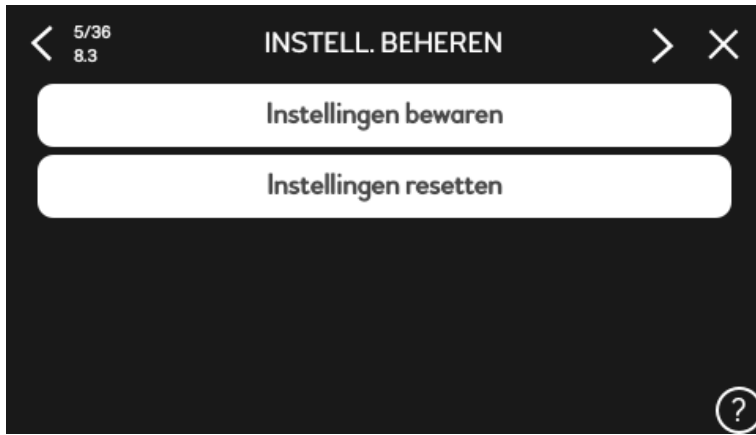 5/36
8.3
INSTELL. BEHEREN
Instellingen bewaren
Instellingen resetten
?